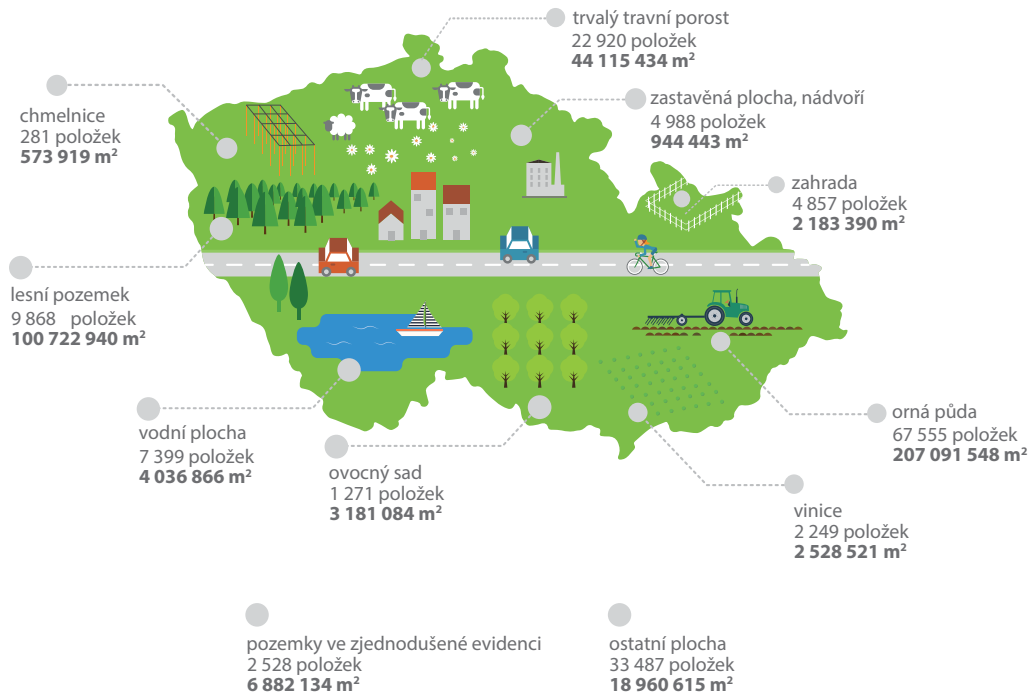 trvalý travní porost
22 920 položek
44 115 434 m²
chmelnice
281 položek
573 919 m²
zastavěná plocha, nádvoří
4 988 položek
944 443 m²
zahrada
4 857 položek
2 183 390 m²
lesní pozemek
9 868 položek
100 722 940 m²
vodní plocha
7 399 položek
4 036 866 m²
ovocný sad
1 271 položek
3 181 084 m²
orná půda
67 555 položek
207 091 548 m²
vinice
2 249 položek
2 528 521 m²
pozemky ve zjednodušené evidenci
2 528 položek
6 882 134 m²
ostatní plocha
33 487 položek
18 960 615 m²